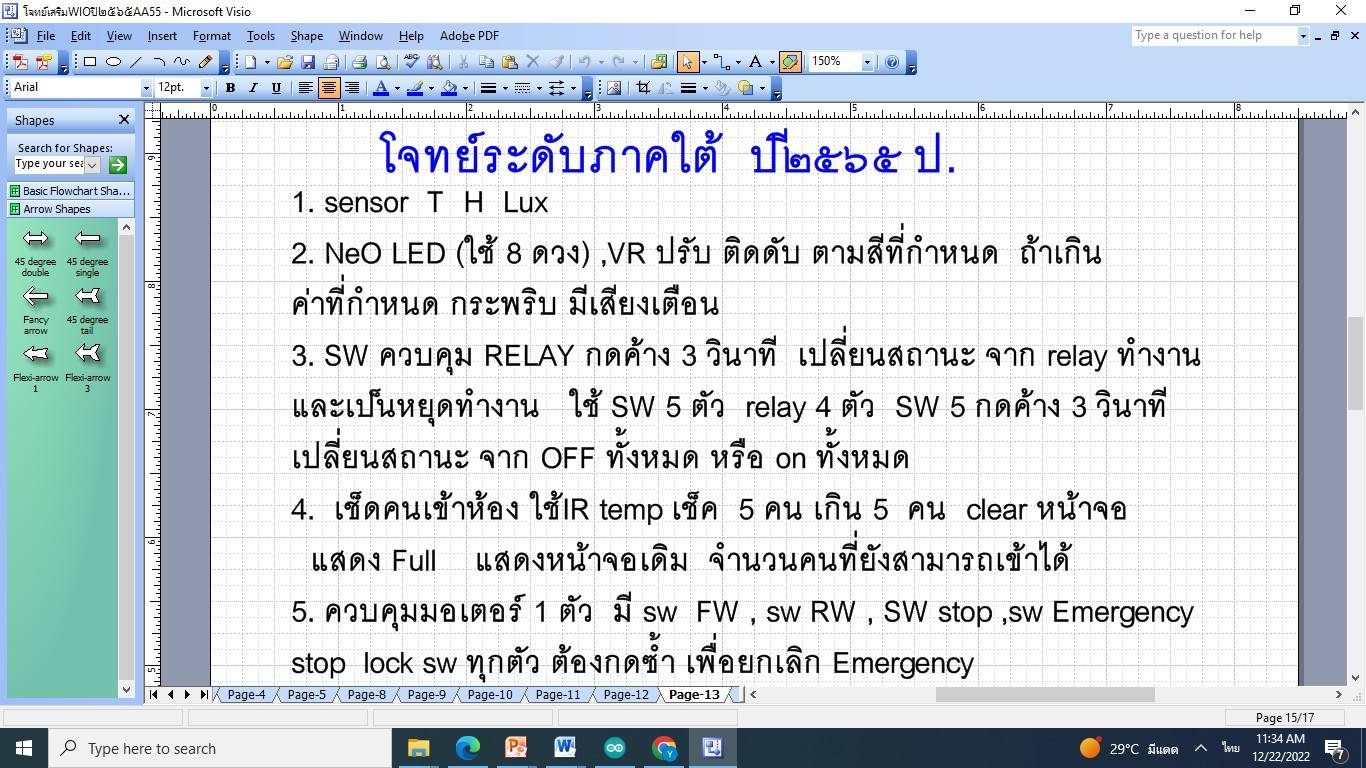 โจทย์เสริมWIOปี๒๕๖๕AA55 - Microsoft Visio
File Edit View Insert Format Tools Shape Window Help Adobe PDF
Type a question for help
150%
Arial 12pt.
Shapes
Search for Shapes:
Type your sea
Basic Flowchart Sha...
Arrow Shapes
45 degree double
45 degree single
Fancy arrow
45 degree tail
Flexi-arrow 1
Flexi-arrow 3
โจทย์ระดับภาคใต้ ปี๒๕๖๕ ป.
1. sensor T H Lux
2. NeO LED (ใช้ 8 ดวง) ,VR ปรับ ติดดับ ตามสีที่กำหนด ถ้าเกิน
ค่าที่กำหนด กระพริบ มีเสียงเตือน
3. SW ควบคุม RELAY กดค้าง 3 วินาที เปลี่ยนสถานะ จาก relay ทำงาน
และเป็นหยุดทำงาน ใช้ SW 5 ตัว relay 4 ตัว SW 5 กดค้าง 3 วินาที
เปลี่ยนสถานะ จาก OFF ทั้งหมด หรือ on ทั้งหมด
4. เช็ดคนเข้าห้อง ใช้IR temp เช็ค 5 คน เกิน 5 คน clear หน้าจอ
แสดง Full แสดงหน้าจอเดิม จำนวนคนที่ยังสามารถเข้าได้
5. ควบคุมมอเตอร์ 1 ตัว มี sw FW , sw RW , SW stop ,sw Emergency
stop lock sw ทุกตัว ต้องกดซ้ำ เพื่อยกเลิก Emergency
Page-4 Page-5 Page-8 Page-9 Page-10 Page-11 Page-12 Page-13
Page 15/17
Type here to search
29°C มีแดด
ไทย
11:34 AM
12/22/2022
7